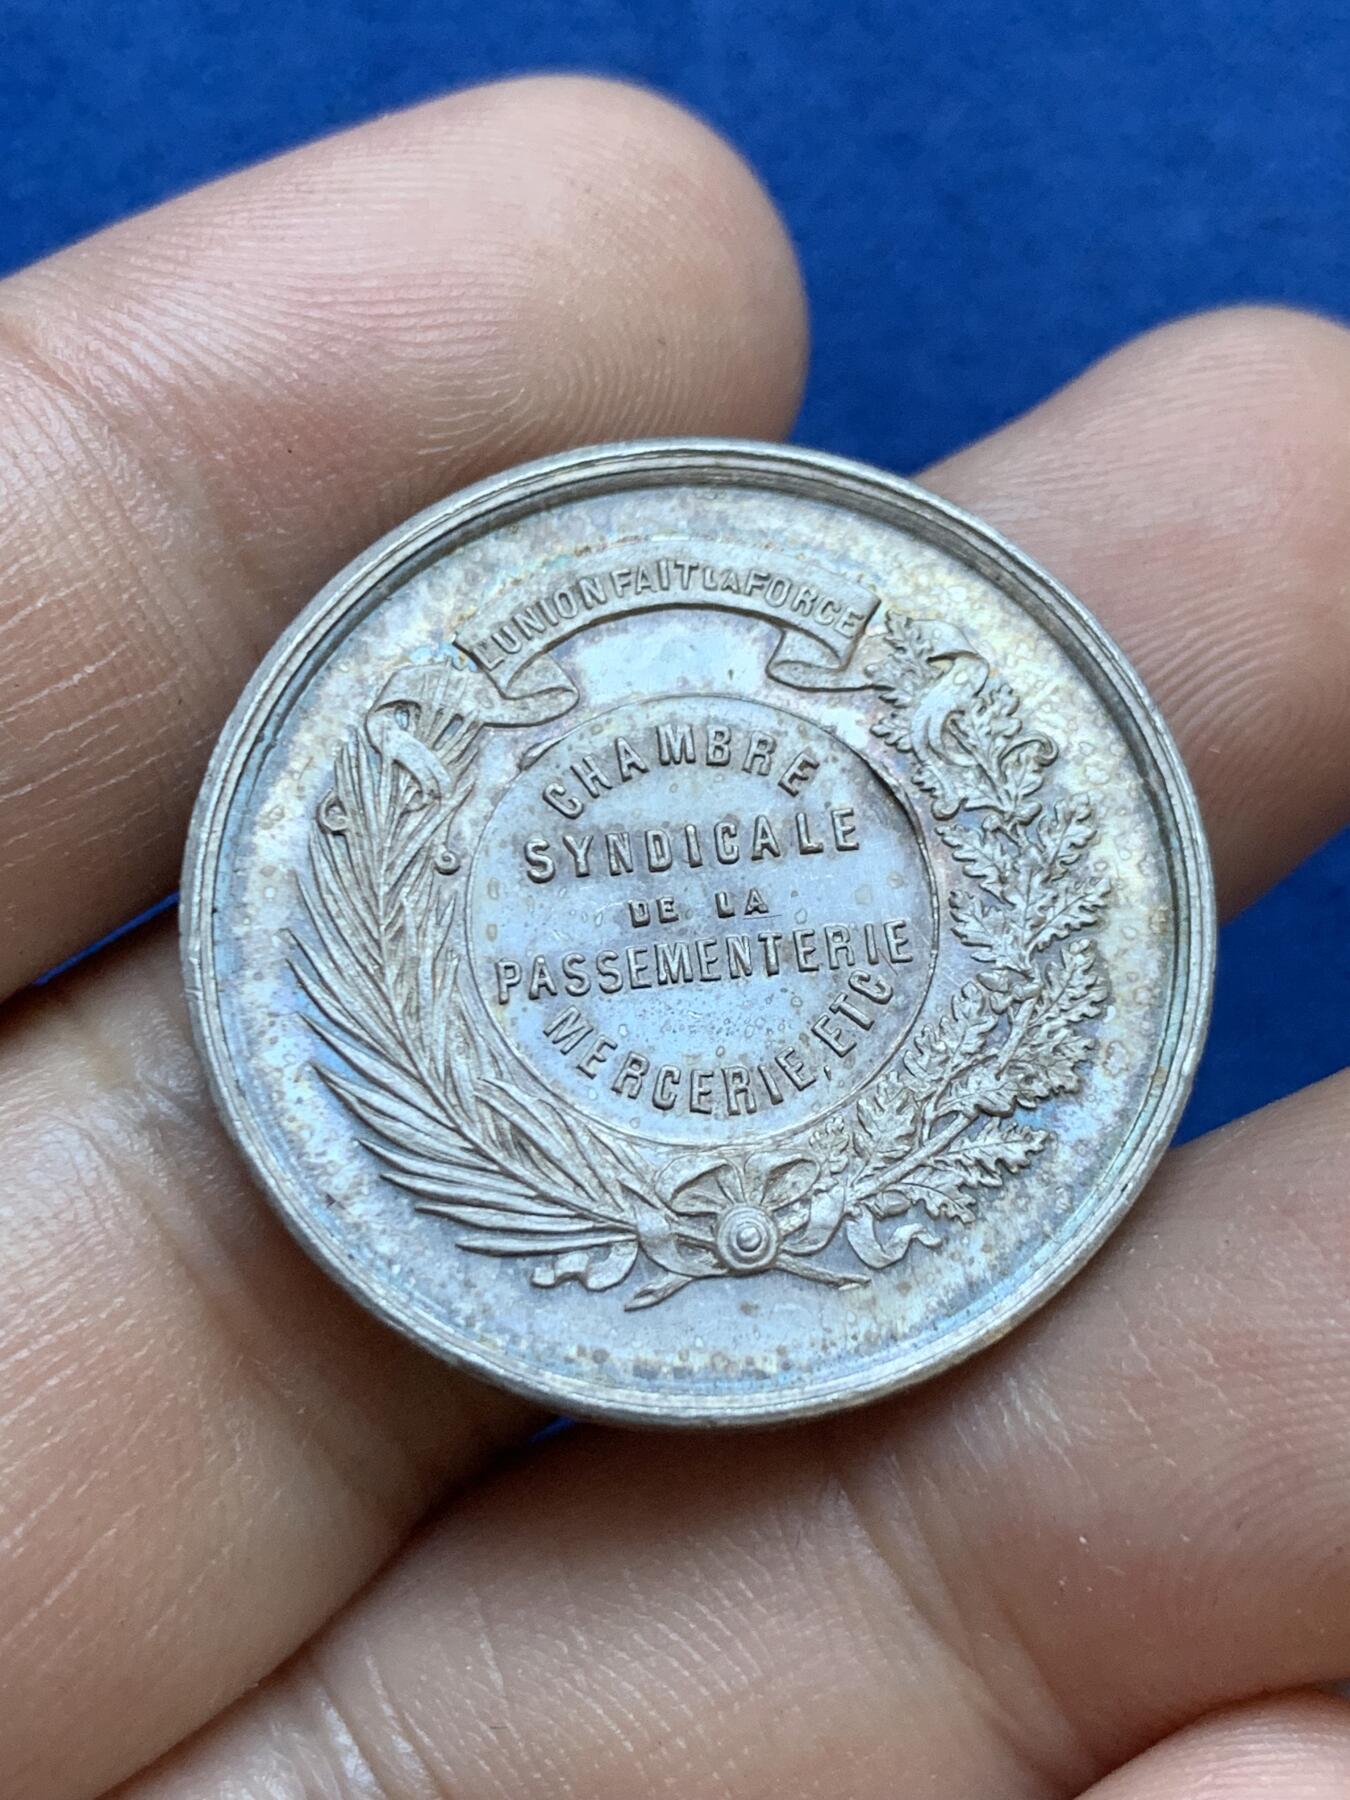 L'UNION FAIT LA FORCE
CHAMBRE
SYNDICALE
DE LA
PASSEMENTERIE
MERCERIE, ETC